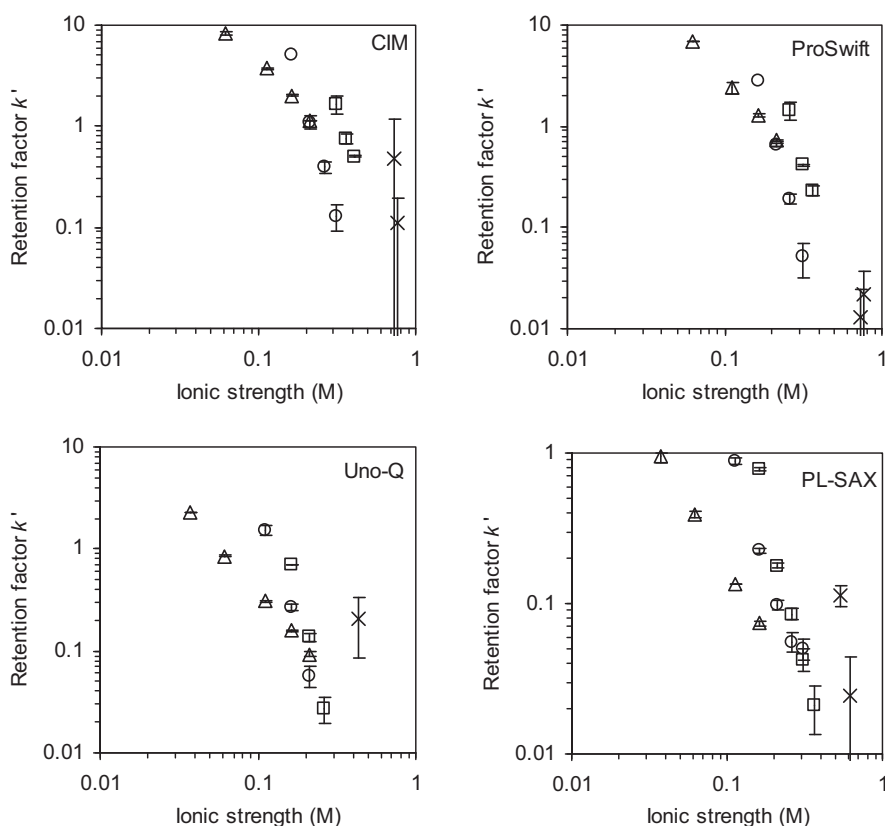 CIM
Retention factor k'
10
1
0.1
0.01
0.01 0.1 1
Ionic strength (M)
ProSwift
Retention factor k'
10
1
0.1
0.01
0.01 0.1 1
Ionic strength (M)
Uno-Q
Retention factor k'
10
1
0.1
0.01
0.01 0.1 1
Ionic strength (M)
PL-SAX
Retention factor k'
1
0.1
0.01
0.01 0.1 1
Ionic strength (M)